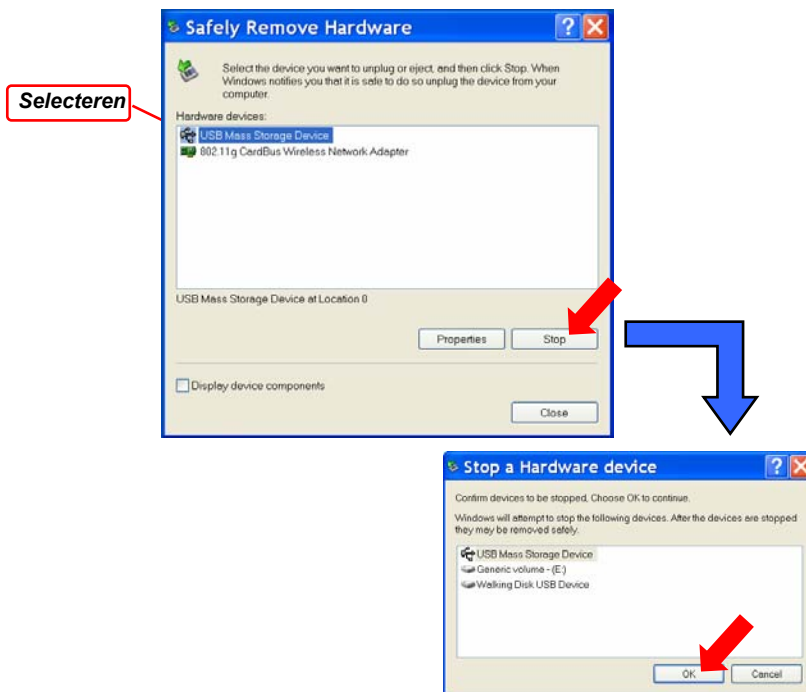 Safely Remove Hardware
Select the device you want to unplug or eject, and then click Stop. When
Windows notifies you that it is safe to do so unplug the device from your
computer.
Selecteren
Hardware devices:
USB Mass Storage Device
802.11g CardBus Wireless Network Adapter
USB Mass Storage Device at Location 0
Properties
Stop
Display device components
Close
Stop a Hardware device
Confirm devices to be stopped, Choose OK to continue.
Windows will attempt to stop the following devices. After the devices are stopped
they may be removed safely.
USB Mass Storage Device
Generic volume - (E:)
Walking Disk USB Device
OK
Cancel